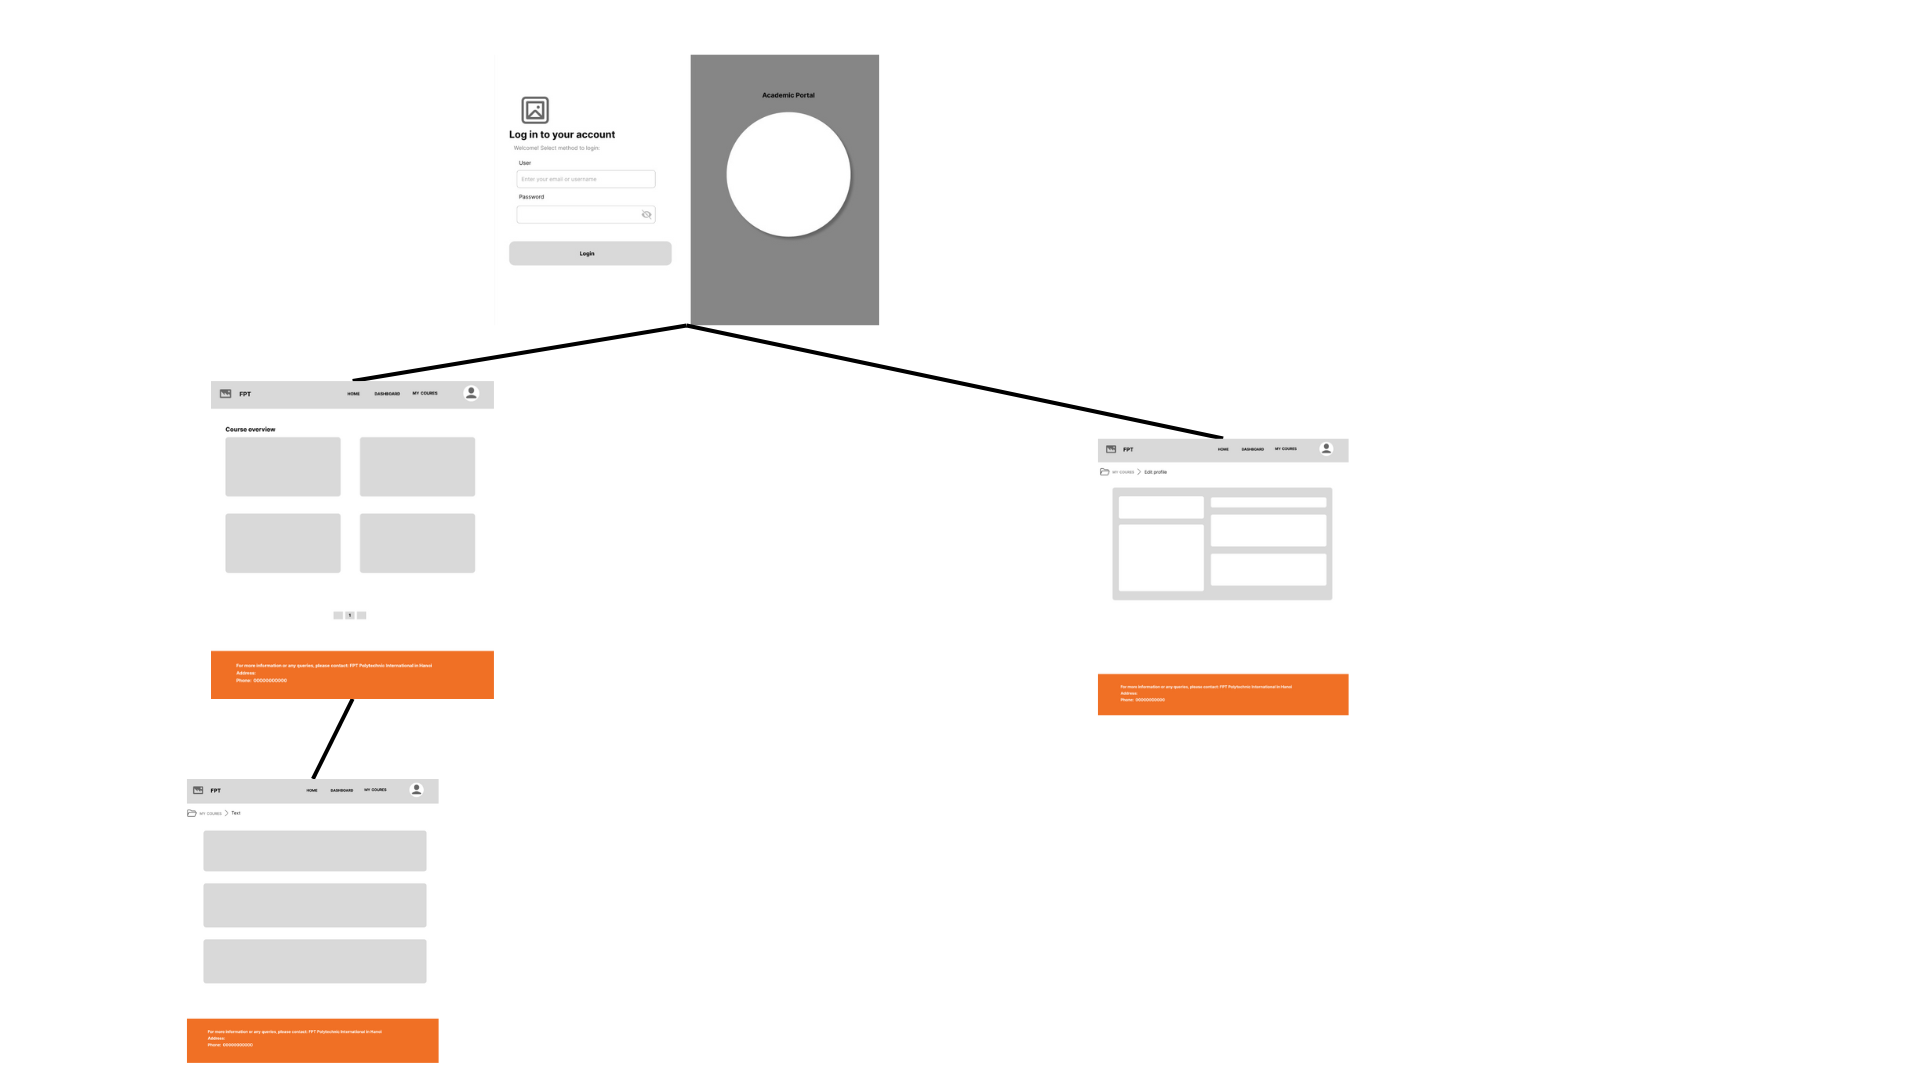 Academic Portal
Log in to your account
Welcome! Select method to login:
User
Enter your email or username
Password
Login
FPT
HOME
DASHBOARD
MY COURES
Course overview
1
For more information or any queries, please contact: FPT Polytechnic International in Hanoi
Address:
Phone: 00000000000
FPT
HOME
DASHBOARD
MY COURES
MY COURES
Edit profile
For more information or any queries, please contact: FPT Polytechnic International in Hanoi
Address:
Phone: 00000000000
FPT
HOME
DASHBOARD
MY COURES
MY COURES
Text
For more information or any queries, please contact: FPT Polytechnic International in Hanoi
Address:
Phone: 00000000000